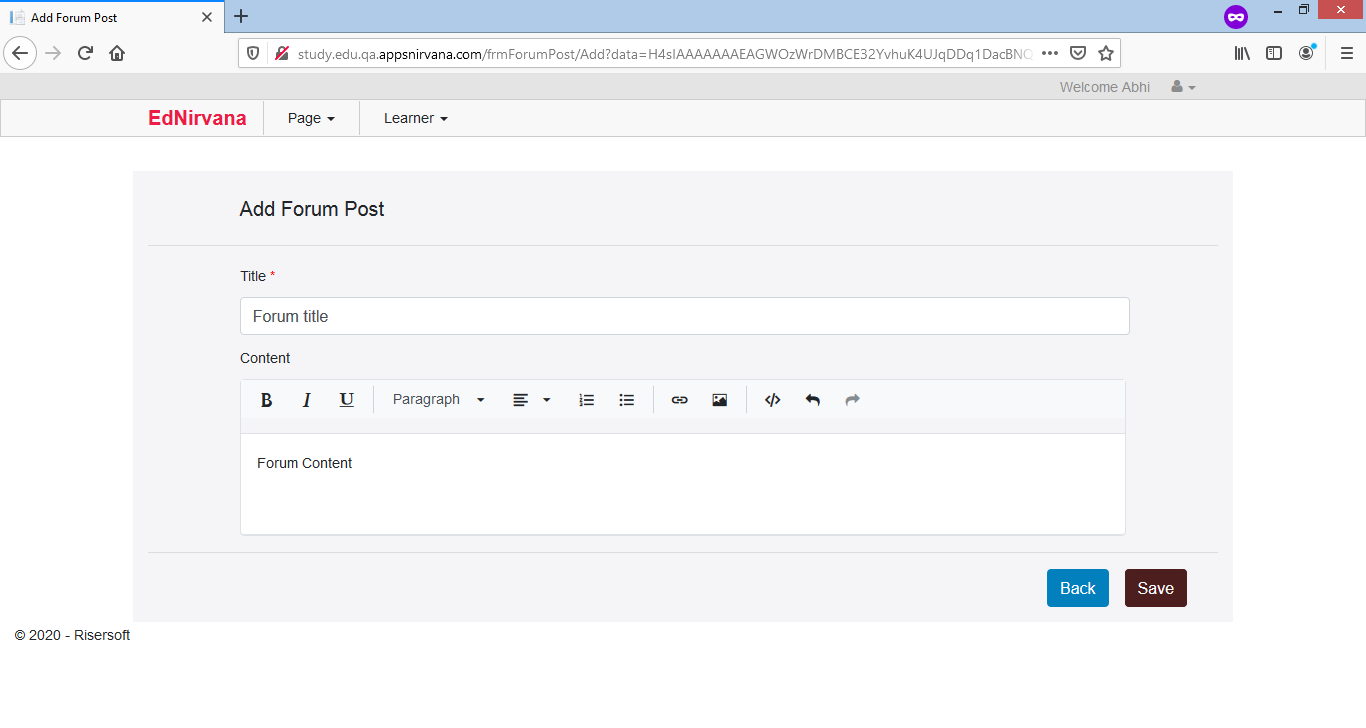 Add Forum Post
study.edu.qa.appsnirvana.com/frmForumPost/Add?data=H4sIAAAAAAAEAGWOzWrDMBCE32YvhuK4UJqDDq1DacBNQ
Welcome Abhi
EdNirvana Page Learner
Add Forum Post
Title *
Forum title
Content
B I U Paragraph
Forum Content
Back Save
© 2020 - Risersoft